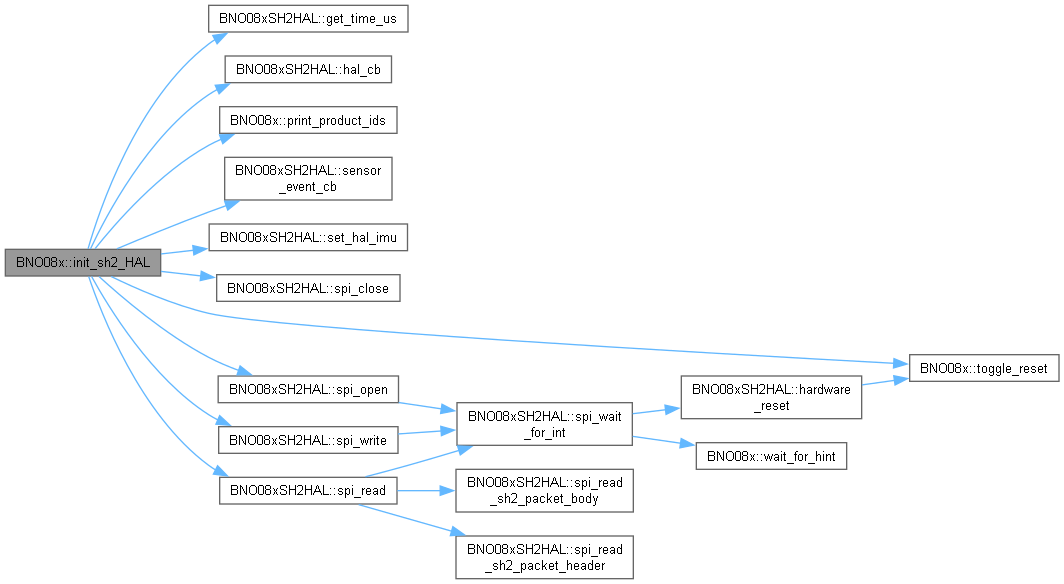 BNO08xSH2HAL::get_time_us
BNO08xSH2HAL::hal_cb
BNO08x::print_product_ids
BNO08xSH2HAL::sensor
_event_cb
BNO08xSH2HAL::set_hal_imu
BNO08x::init_sh2_HAL
BNO08xSH2HAL::spi_close
BNO08x::toggle_reset
BNO08xSH2HAL::spi_open
BNO08xSH2HAL::hardware
_reset
BNO08xSH2HAL::spi_wait
_for_int
BNO08xSH2HAL::spi_write
BNO08x::wait_for_hint
BNO08xSH2HAL::spi_read
BNO08xSH2HAL::spi_read
_sh2_packet_body
BNO08xSH2HAL::spi_read
_sh2_packet_header